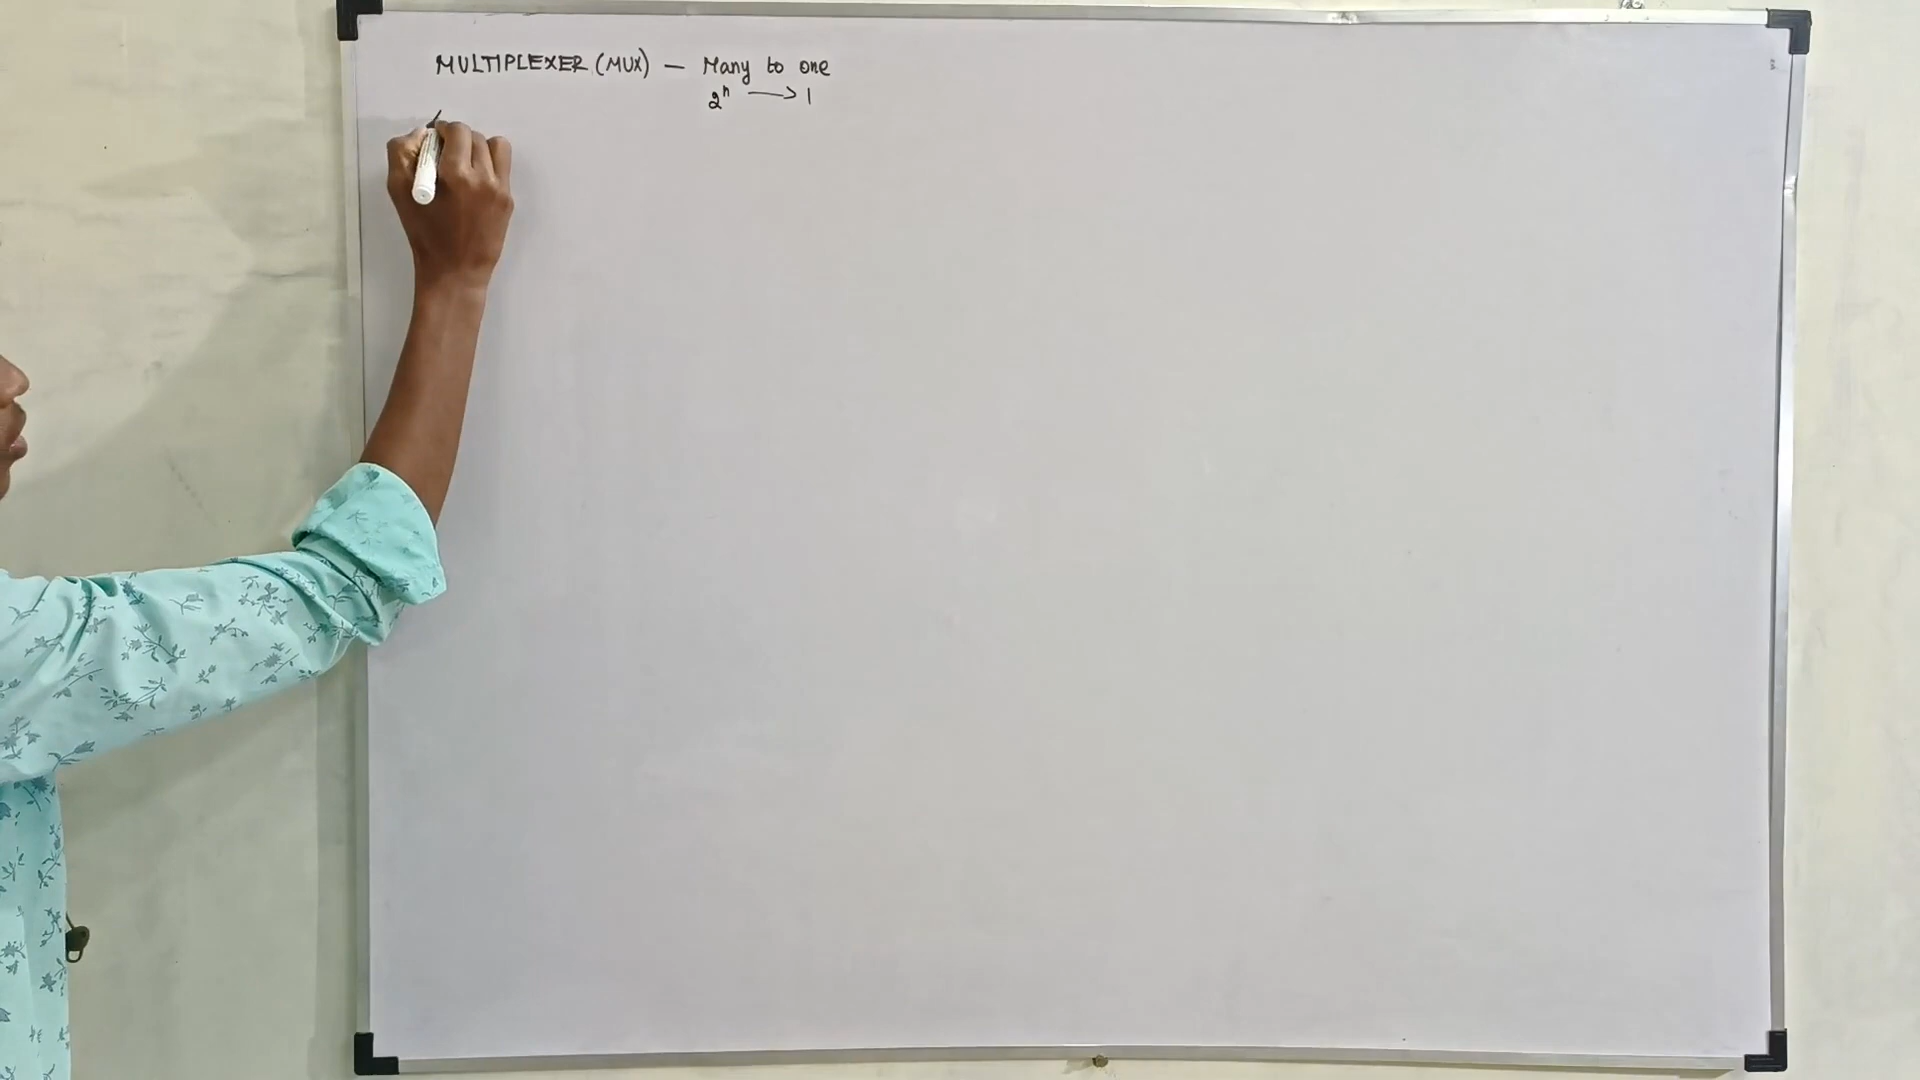 MULTIPLEXER (MUX) — Many to one
2ⁿ ⟶ 1